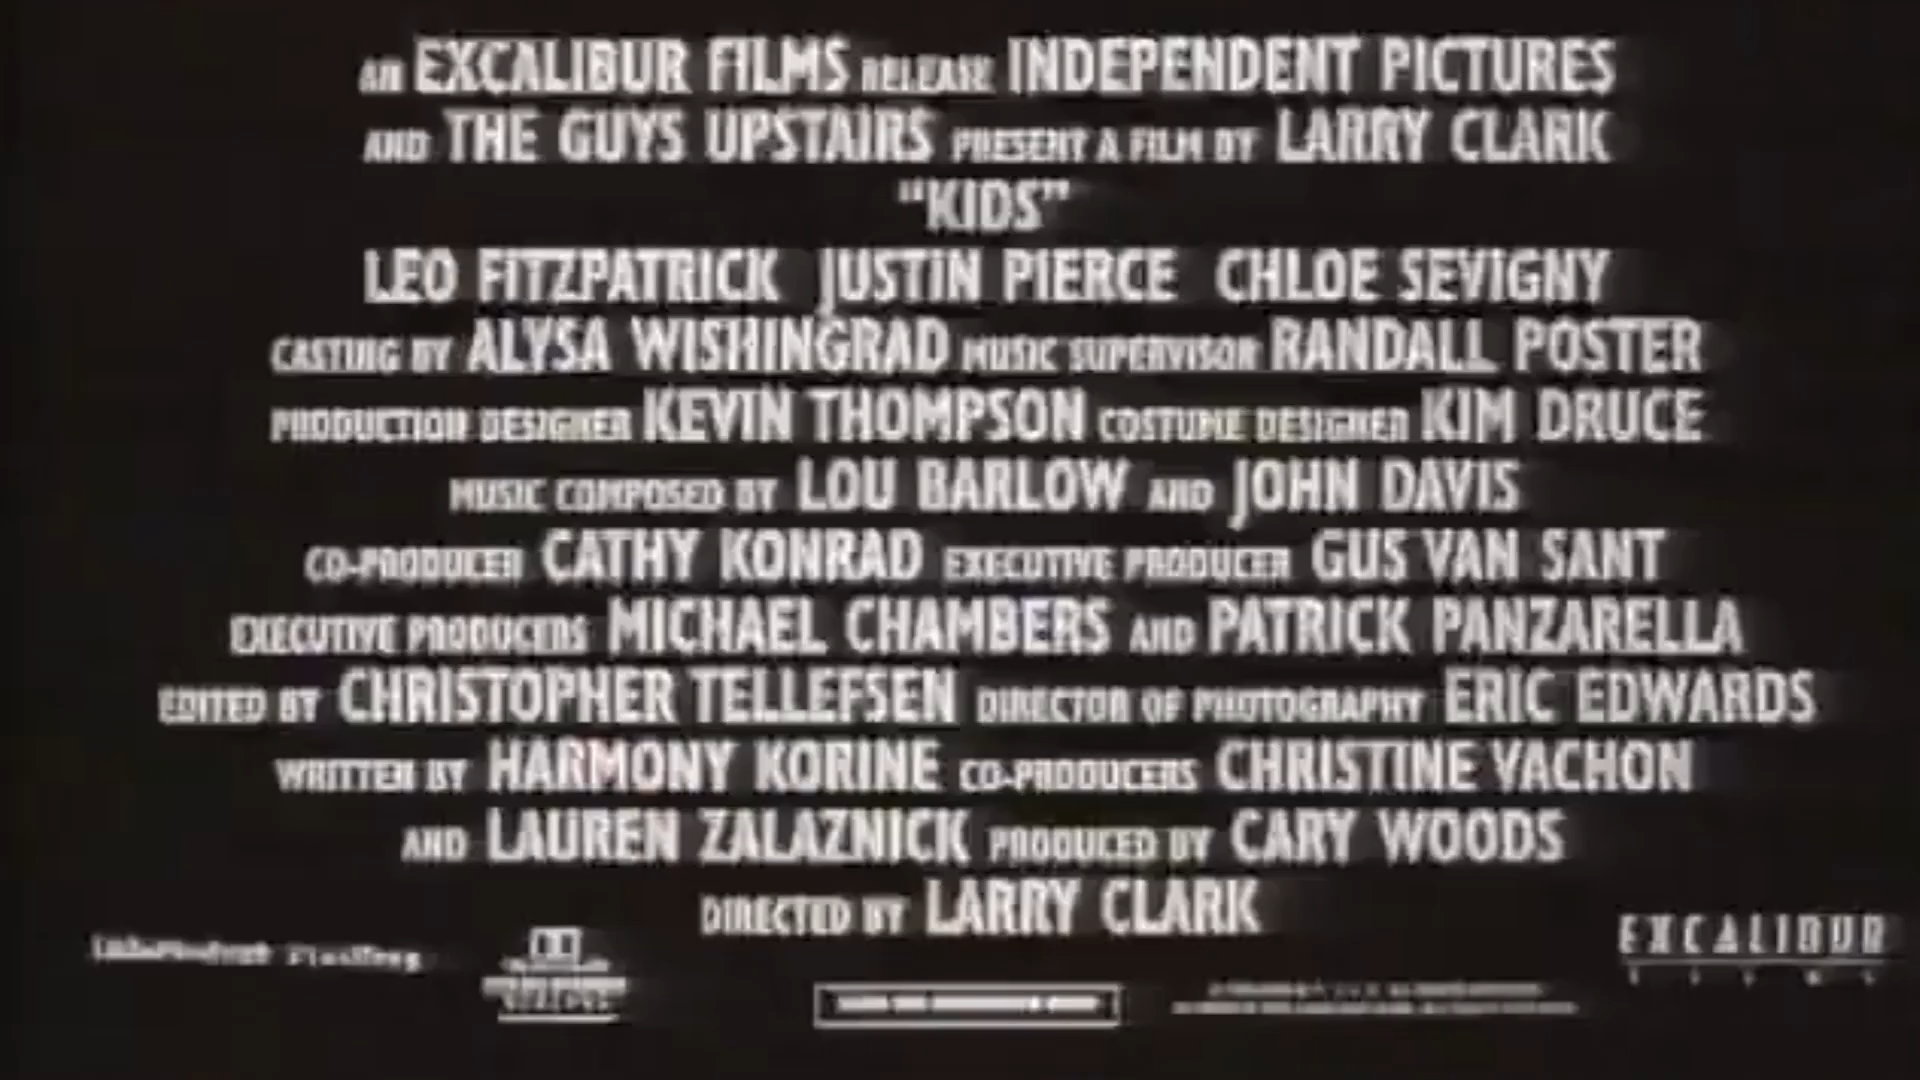 AN EXCALIBUR FILMS RELEASE INDEPENDENT PICTURES
AND THE GUYS UPSTAIRS PRESENT A FILM BY LARRY CLARK
“KIDS”
LEO FITZPATRICK JUSTIN PIERCE CHLOE SEVIGNY
CASTING BY ALYSA WISHINGRAD MUSIC SUPERVISOR RANDALL POSTER
PRODUCTION DESIGNER KEVIN THOMPSON COSTUME DESIGNER KIM DRUCE
MUSIC COMPOSED BY LOU BARLOW AND JOHN DAVIS
CO-PRODUCER CATHY KONRAD EXECUTIVE PRODUCER GUS VAN SANT
EXECUTIVE PRODUCERS MICHAEL CHAMBERS AND PATRICK PANZARELLA
EDITED BY CHRISTOPHER TELLEFSEN DIRECTOR OF PHOTOGRAPHY ERIC EDWARDS
WRITTEN BY HARMONY KORINE CO-PRODUCERS CHRISTINE VACHON
AND LAUREN ZALAZNICK PRODUCED BY CARY WOODS
DIRECTED BY LARRY CLARK
Independent Pictures
EXCALIBUR
FILMS